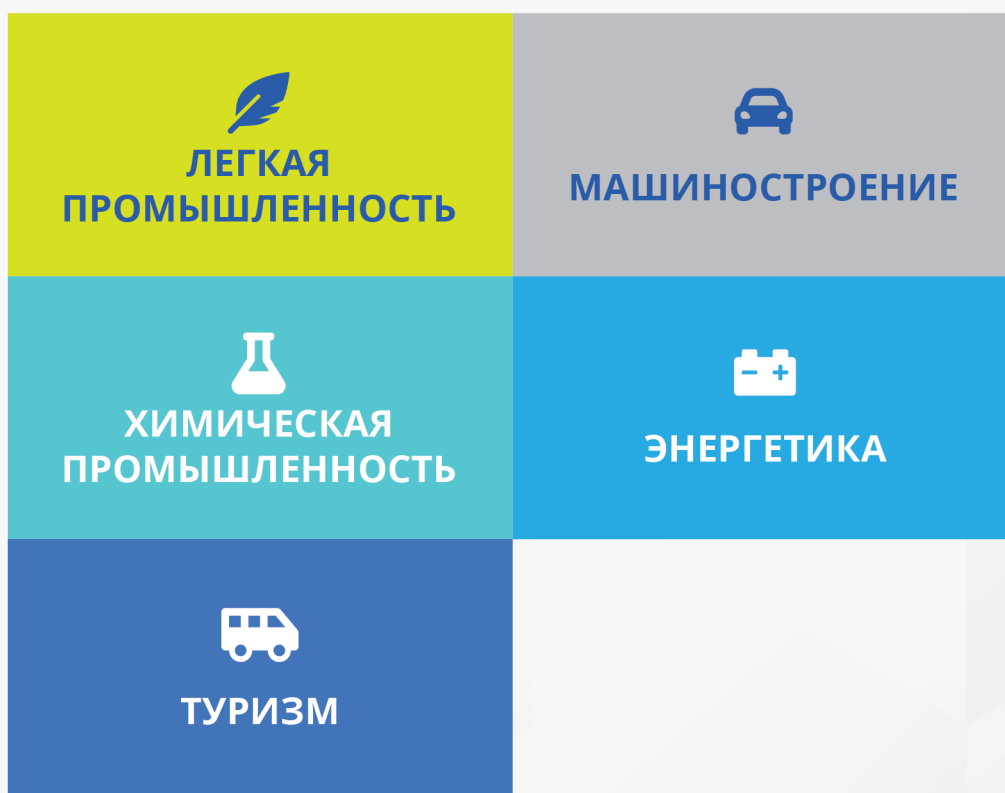 ЛЕГКАЯ
ПРОМЫШЛЕННОСТЬ
МАШИНОСТРОЕНИЕ
ХИМИЧЕСКАЯ
ПРОМЫШЛЕННОСТЬ
ЭНЕРГЕТИКА
ТУРИЗМ